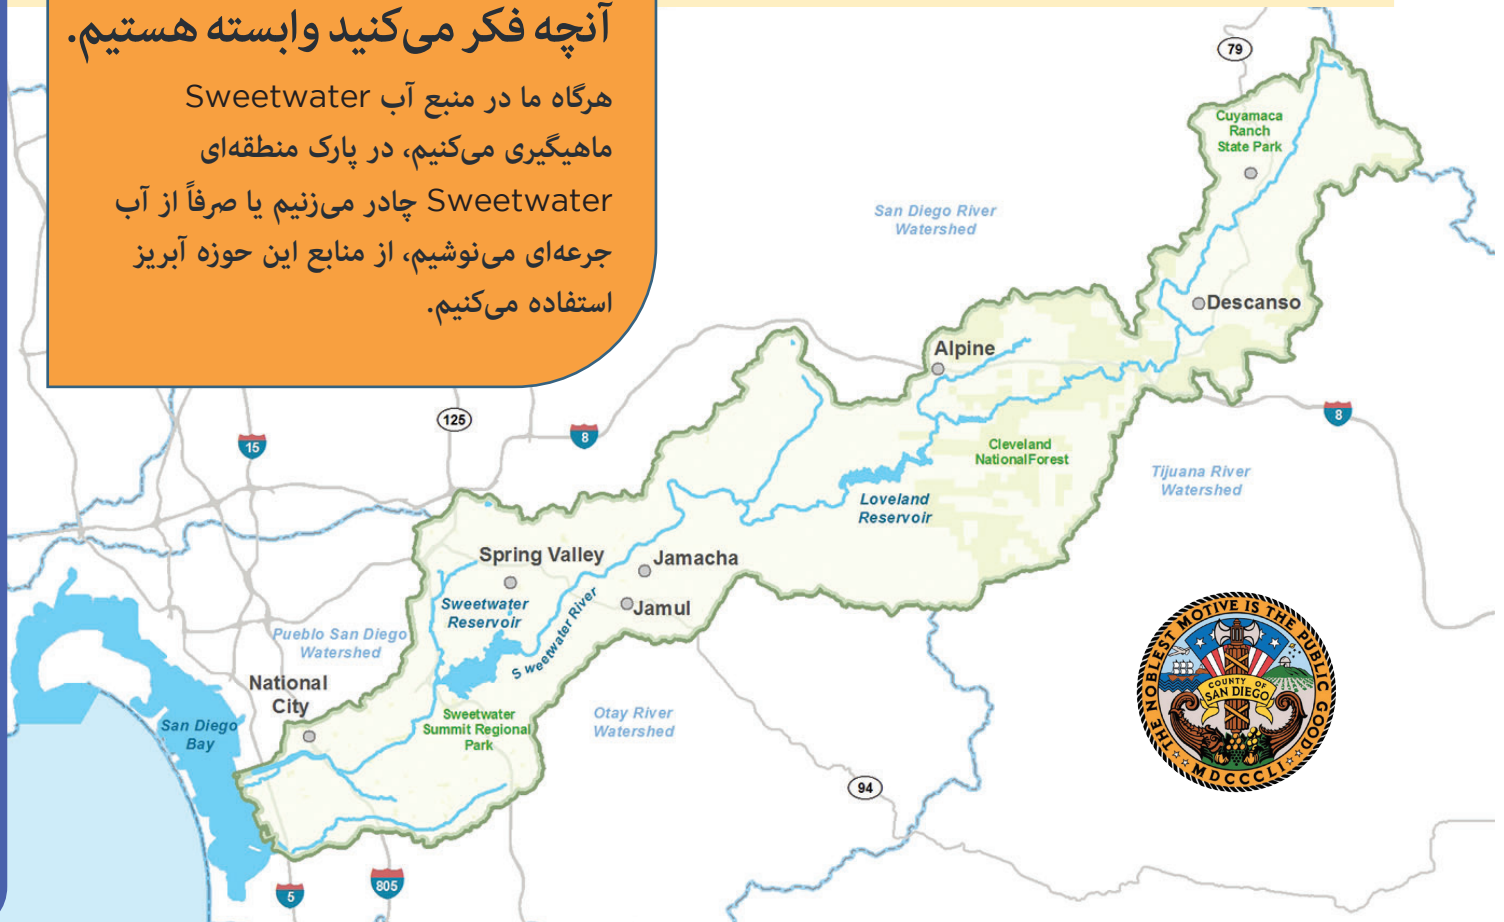 آنچه فکر می‌کنید وابسته هستیم.
هرگاه ما در منبع آب Sweetwater
ماهیگیری می‌کنیم، در پارک منطقه‌ای
Sweetwater چادر می‌زنیم یا صرفاً از آب
جرعه‌ای می‌نوشیم، از منابع این حوزه آبریز
استفاده می‌کنیم.
79
Cuyamaca
Ranch
State Park
San Diego River
Watershed
Descanso
Alpine
125
15
8
8
Cleveland
NationalForest
Tijuana River
Watershed
Loveland
Reservoir
Spring Valley
Jamacha
Sweetwater
Reservoir
Jamul
Sweetwater River
Pueblo San Diego
Watershed
National
City
San Diego
Bay
Sweetwater
Summit Regional
Park
Otay River
Watershed
94
805
5
THE NOBLEST MOTIVE IS THE PUBLIC GOOD
COUNTY OF
SAN DIEGO
MDCCCLI